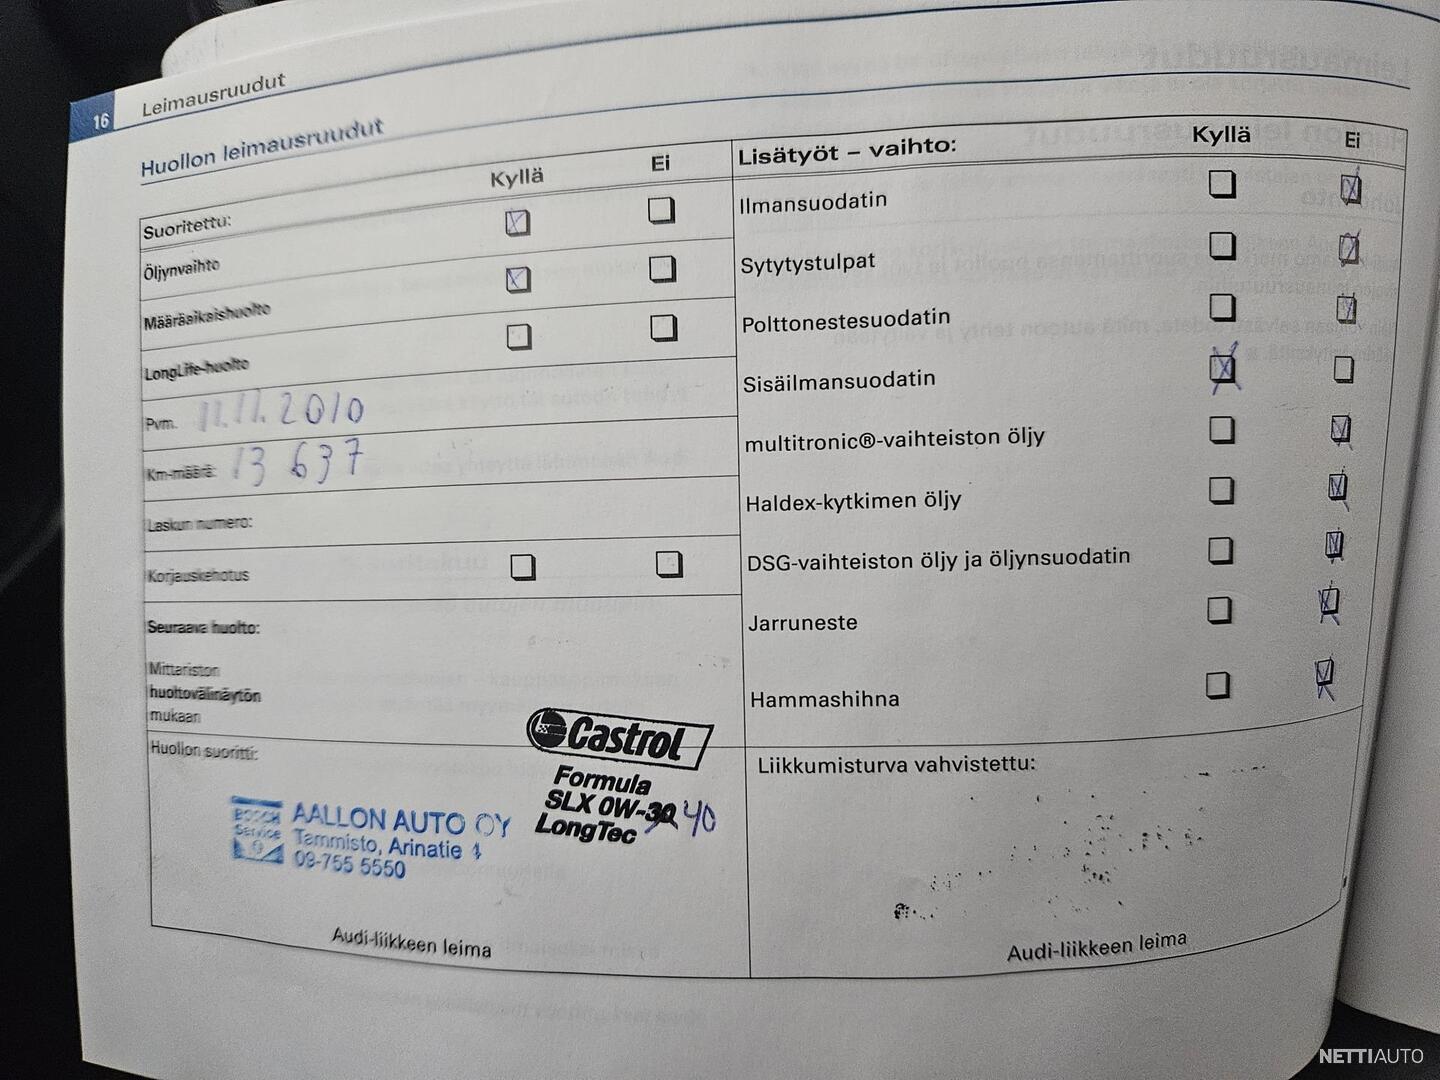 16 Leimausruudut
Huollon leimausruudut
Suoritettu: Kyllä Ei
Öljynvaihto
Määräaikaishuolto
LongLife-huolto
Pvm. 11.11.2010
Km-määrä: 13 637
Laskun numero:
Korjauskehotus
Seuraava huolto:
Mittariston
huoltovälinäytön
mukaan
Huollon suoritti:
BOSCH
Service
AALLON AUTO OY
Tammisto, Arinatie 4
09-755 5550
Castrol
Formula
SLX 0W-30 40
LongTec
Audi-liikkeen leima
Lisätyöt – vaihto: Kyllä Ei
Ilmansuodatin
Sytytystulpat
Polttonestesuodatin
Sisäilmansuodatin
multitronic®-vaihteiston öljy
Haldex-kytkimen öljy
DSG-vaihteiston öljy ja öljynsuodatin
Jarruneste
Hammashihna
Liikkumisturva vahvistettu:
Audi-liikkeen leima
NETTIAUTO